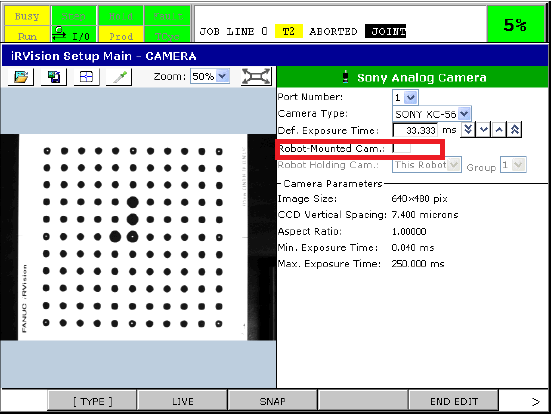 Busy Step Hold Fault
Run I/O Prod TCyc
JOB LINE 0 T2 ABORTED JOINT
5%
iRVision Setup Main - CAMERA
Zoom: 50%
Sony Analog Camera
Port Number: 1
Camera Type: SONY XC-56
Def. Exposure Time: 33.333 ms
Robot-Mounted Cam.:
Robot Holding Cam.: This Robot Group 1
Camera Parameters
Image Size: 640x480 pix
CCD Vertical Spacing: 7.400 microns
Aspect Ratio: 1.00000
Min. Exposure Time: 0.040 ms
Max. Exposure Time: 250.000 ms
FANUC iRVision
[ TYPE ] LIVE SNAP END EDIT >